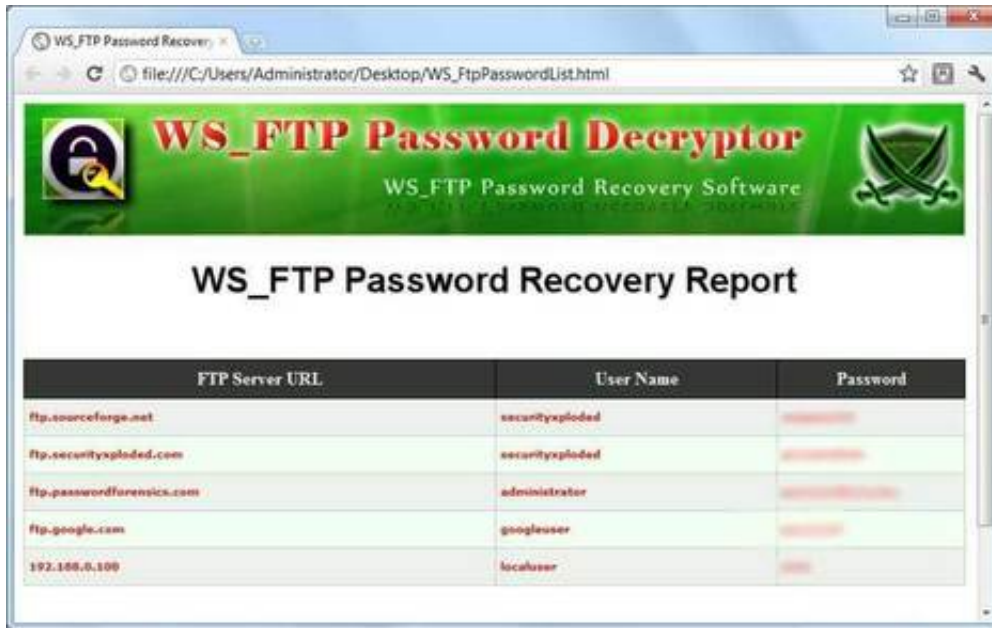 WS_FTP Password Recovery
file:///C:/Users/Administrator/Desktop/WS_FtpPasswordList.html
WS_FTP Password Decryptor
WS_FTP Password Recovery Software
WS_FTP Password Recovery Report
FTP Server URL User Name Password
ftp.sourceforge.net securityxploded
ftp.securityxploded.com securityxploded
ftp.passwordforensics.com administrator
ftp.google.com googleuser
192.168.0.100 localuser